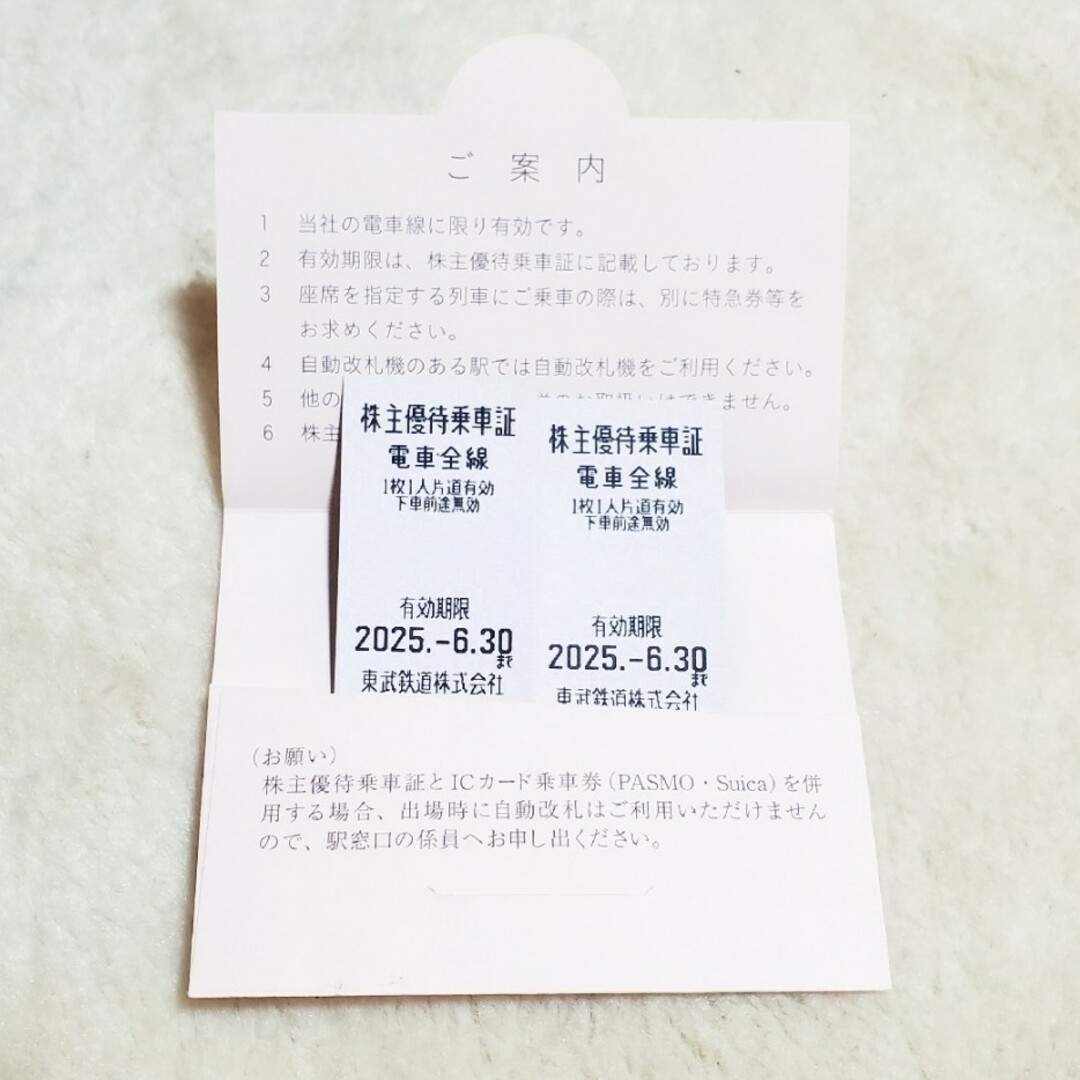 ご案内
1 当社の電車線に限り有効です。
2 有効期限は、株主優待乗車証に記載しております。
3 座席を指定する列車にご乗車の際は、別に特急券等を
お求めください。
4 自動改札機のある駅では自動改札機をご利用ください。
5 他の のお取扱いはできません。
6 株主
株主優待乗車証
電車全線
1枚1人片道有効
下車前途無効
有効期限
2025.-6.30
まで
東武鉄道株式会社
株主優待乗車証
電車全線
1枚1人片道有効
下車前途無効
有効期限
2025.-6.30
まで
東武鉄道株式会社
(お願い)
株主優待乗車証とICカード乗車券(PASMO・Suica)を併
用する場合、出場時に自動改札はご利用いただけません
ので、駅窓口の係員へお申し出ください。